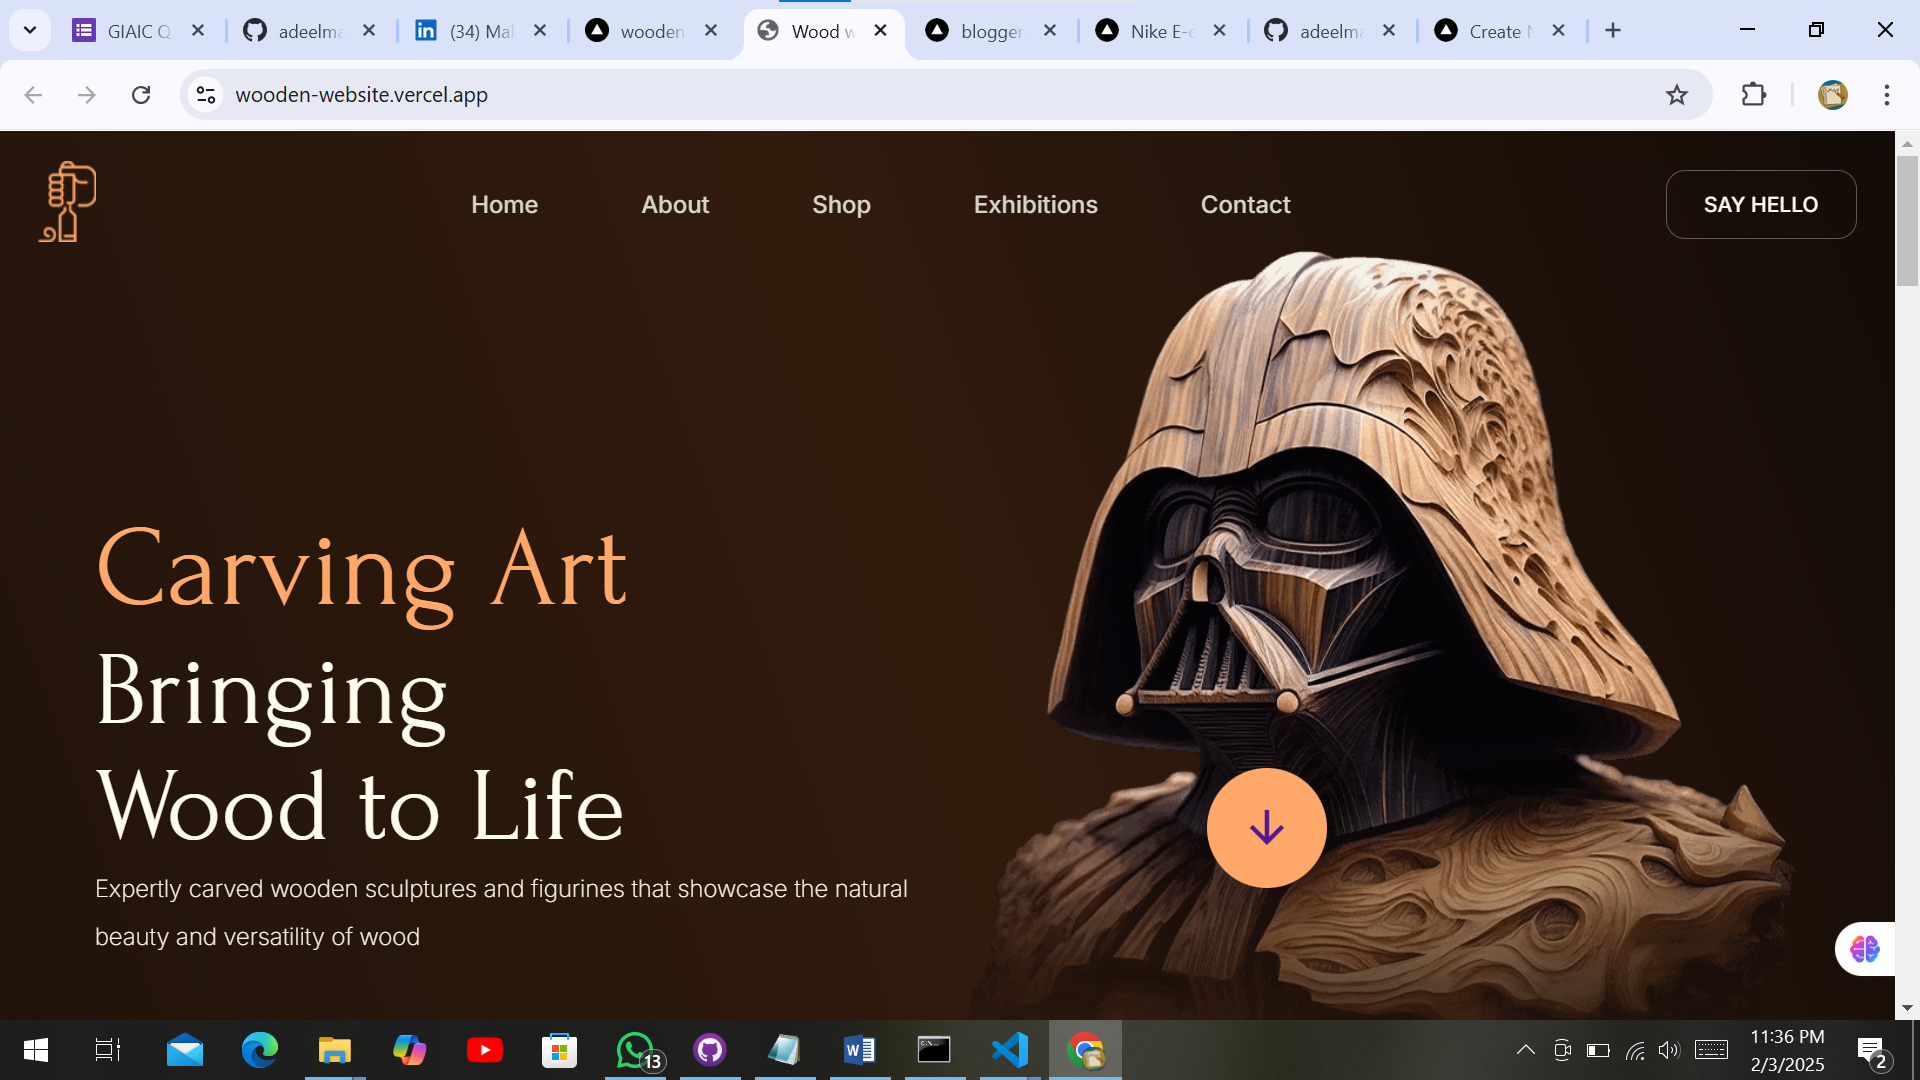 GIAIC Q
adeelma
(34) Mal
wooden
Wood w
blogger
Nike E-c
adeelma
Create N
wooden-website.vercel.app
Home
About
Shop
Exhibitions
Contact
SAY HELLO
Carving Art
Bringing
Wood to Life
Expertly carved wooden sculptures and figurines that showcase the natural
beauty and versatility of wood
13
11:36 PM
2/3/2025
2